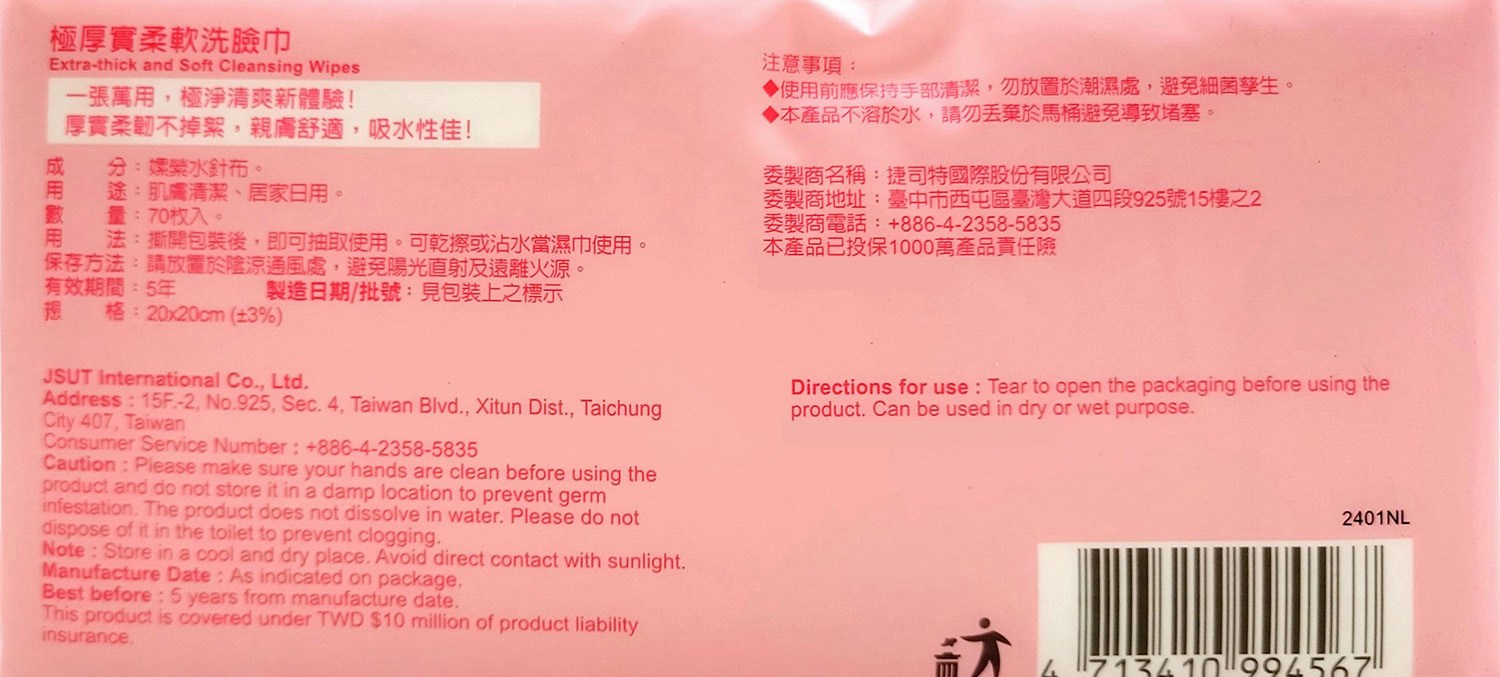 極厚實柔軟洗臉巾
Extra-thick and Soft Cleansing Wipes
一張萬用，極淨清爽新體驗！
厚實柔韌不掉絮，親膚舒適，吸水性佳！
成　　分：嫘縈水針布。
用　　途：肌膚清潔、居家日用。
數　　量：70枚入。
用　　法：撕開包裝後，即可抽取使用。可乾擦或沾水當濕巾使用。
保存方法：請放置於陰涼通風處，避免陽光直射及遠離火源。
有效期間：5年　製造日期/批號：見包裝上之標示
規　　格：20x20cm (±3%)
JSUT International Co., Ltd.
Address : 15F.-2, No.925, Sec. 4, Taiwan Blvd., Xitun Dist., Taichung
City 407, Taiwan
Consumer Service Number : +886-4-2358-5835
Caution : Please make sure your hands are clean before using the
product and do not store it in a damp location to prevent germ
infestation. The product does not dissolve in water. Please do not
dispose of it in the toilet to prevent clogging.
Note : Store in a cool and dry place. Avoid direct contact with sunlight.
Manufacture Date : As indicated on package.
Best before : 5 years from manufacture date.
This product is covered under TWD $10 million of product liability
insurance.
注意事項：
◆使用前應保持手部清潔，勿放置於潮濕處，避免細菌孳生。
◆本產品不溶於水，請勿丟棄於馬桶避免導致堵塞。
委製商名稱：捷司特國際股份有限公司
委製商地址：臺中市西屯區臺灣大道四段925號15樓之2
委製商電話：+886-4-2358-5835
本產品已投保1000萬產品責任險
Directions for use : Tear to open the packaging before using the
product. Can be used in dry or wet purpose.
2401NL
4 713410 994567